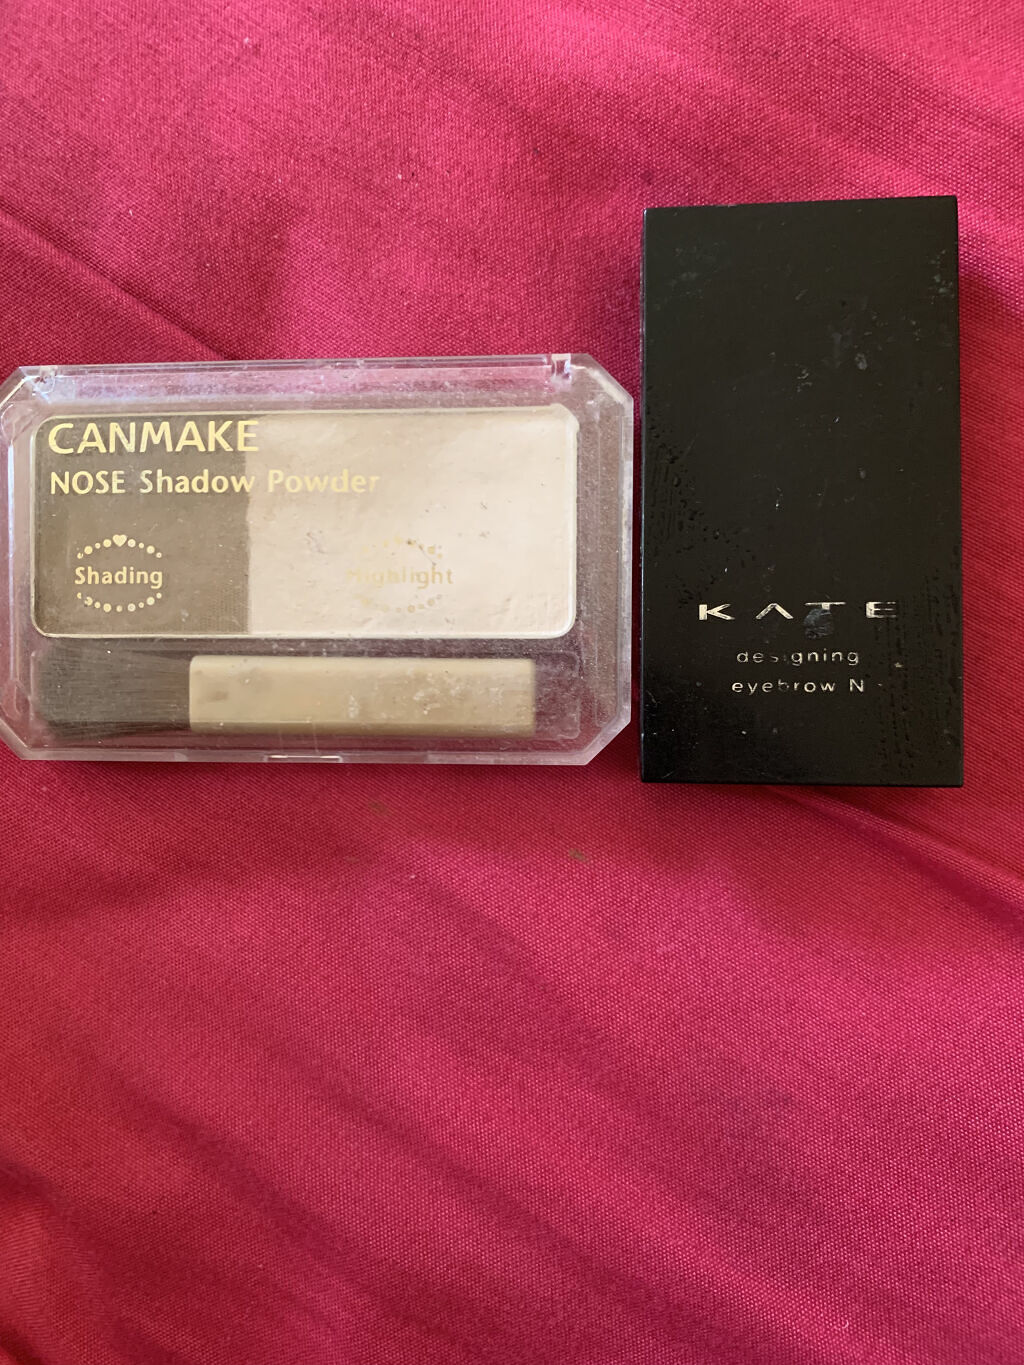 CANMAKE
NOSE Shadow Powder
Shading
Highlight
KATE
designing
eyebrow N